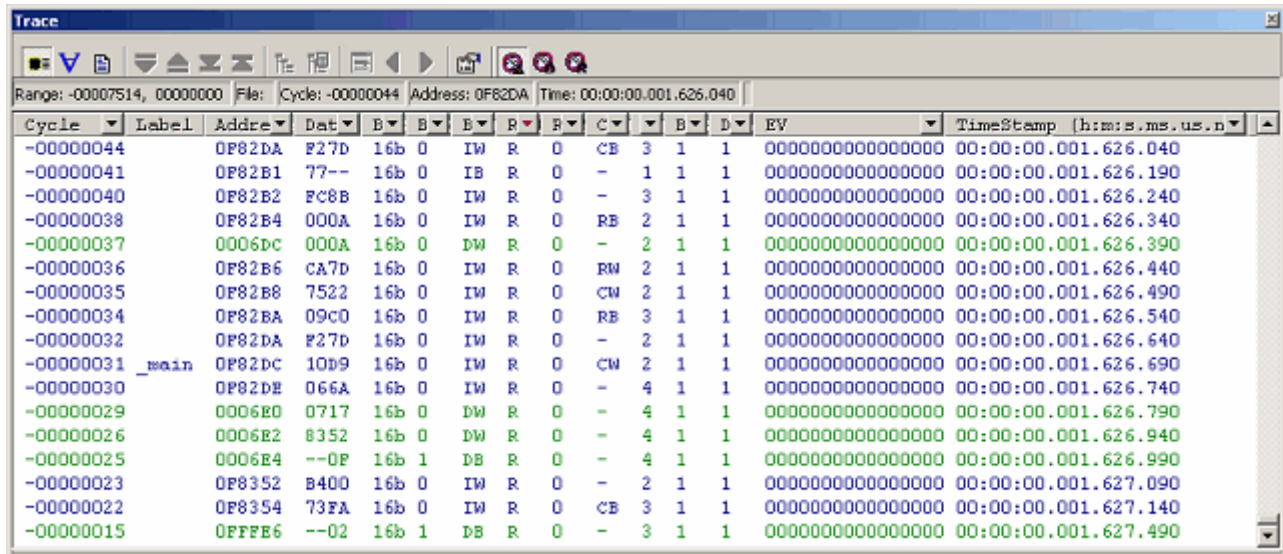 Trace
Range: -00007514, 00000000 File: Cycle: -00000044 Address: 0F82DA Time: 00:00:00.001.626.040
Cycle Label Addre Dat B B B R R C B D EV TimeStamp (h:m:s.ms.us.n
-00000044 0F82DA F27D 16b 0 IW R 0 CB 3 1 1 0000000000000000 00:00:00.001.626.040
-00000041 0F82B1 77-- 16b 0 IB R 0 - 1 1 1 0000000000000000 00:00:00.001.626.190
-00000040 0F82B2 FC8B 16b 0 IW R 0 - 3 1 1 0000000000000000 00:00:00.001.626.240
-00000038 0F82B4 000A 16b 0 IW R 0 RB 2 1 1 0000000000000000 00:00:00.001.626.340
-00000037 0006DC 000A 16b 0 DW R 0 - 2 1 1 0000000000000000 00:00:00.001.626.390
-00000036 0F82B6 CA7D 16b 0 IW R 0 RW 2 1 1 0000000000000000 00:00:00.001.626.440
-00000035 0F82B8 7522 16b 0 IW R 0 CW 2 1 1 0000000000000000 00:00:00.001.626.490
-00000034 0F82BA 09C0 16b 0 IW R 0 RB 3 1 1 0000000000000000 00:00:00.001.626.540
-00000032 0F82DA F27D 16b 0 IW R 0 - 2 1 1 0000000000000000 00:00:00.001.626.640
-00000031 _main 0F82DC 10D9 16b 0 IW R 0 CW 2 1 1 0000000000000000 00:00:00.001.626.690
-00000030 0F82DE 066A 16b 0 IW R 0 - 4 1 1 0000000000000000 00:00:00.001.626.740
-00000029 0006E0 0717 16b 0 DW R 0 - 4 1 1 0000000000000000 00:00:00.001.626.790
-00000026 0006E2 8352 16b 0 DW R 0 - 4 1 1 0000000000000000 00:00:00.001.626.940
-00000025 0006E4 --0F 16b 1 DB R 0 - 4 1 1 0000000000000000 00:00:00.001.626.990
-00000023 0F8352 B400 16b 0 IW R 0 - 2 1 1 0000000000000000 00:00:00.001.627.090
-00000022 0F8354 73FA 16b 0 IW R 0 CB 3 1 1 0000000000000000 00:00:00.001.627.140
-00000015 0FFFE6 --02 16b 1 DB R 0 - 3 1 1 0000000000000000 00:00:00.001.627.490